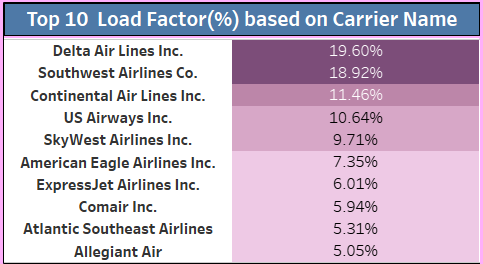 Top 10 Load Factor(%) based on Carrier Name
Delta Air Lines Inc. 19.60%
Southwest Airlines Co. 18.92%
Continental Air Lines Inc. 11.46%
US Airways Inc. 10.64%
SkyWest Airlines Inc. 9.71%
American Eagle Airlines Inc. 7.35%
ExpressJet Airlines Inc. 6.01%
Comair Inc. 5.94%
Atlantic Southeast Airlines 5.31%
Allegiant Air 5.05%